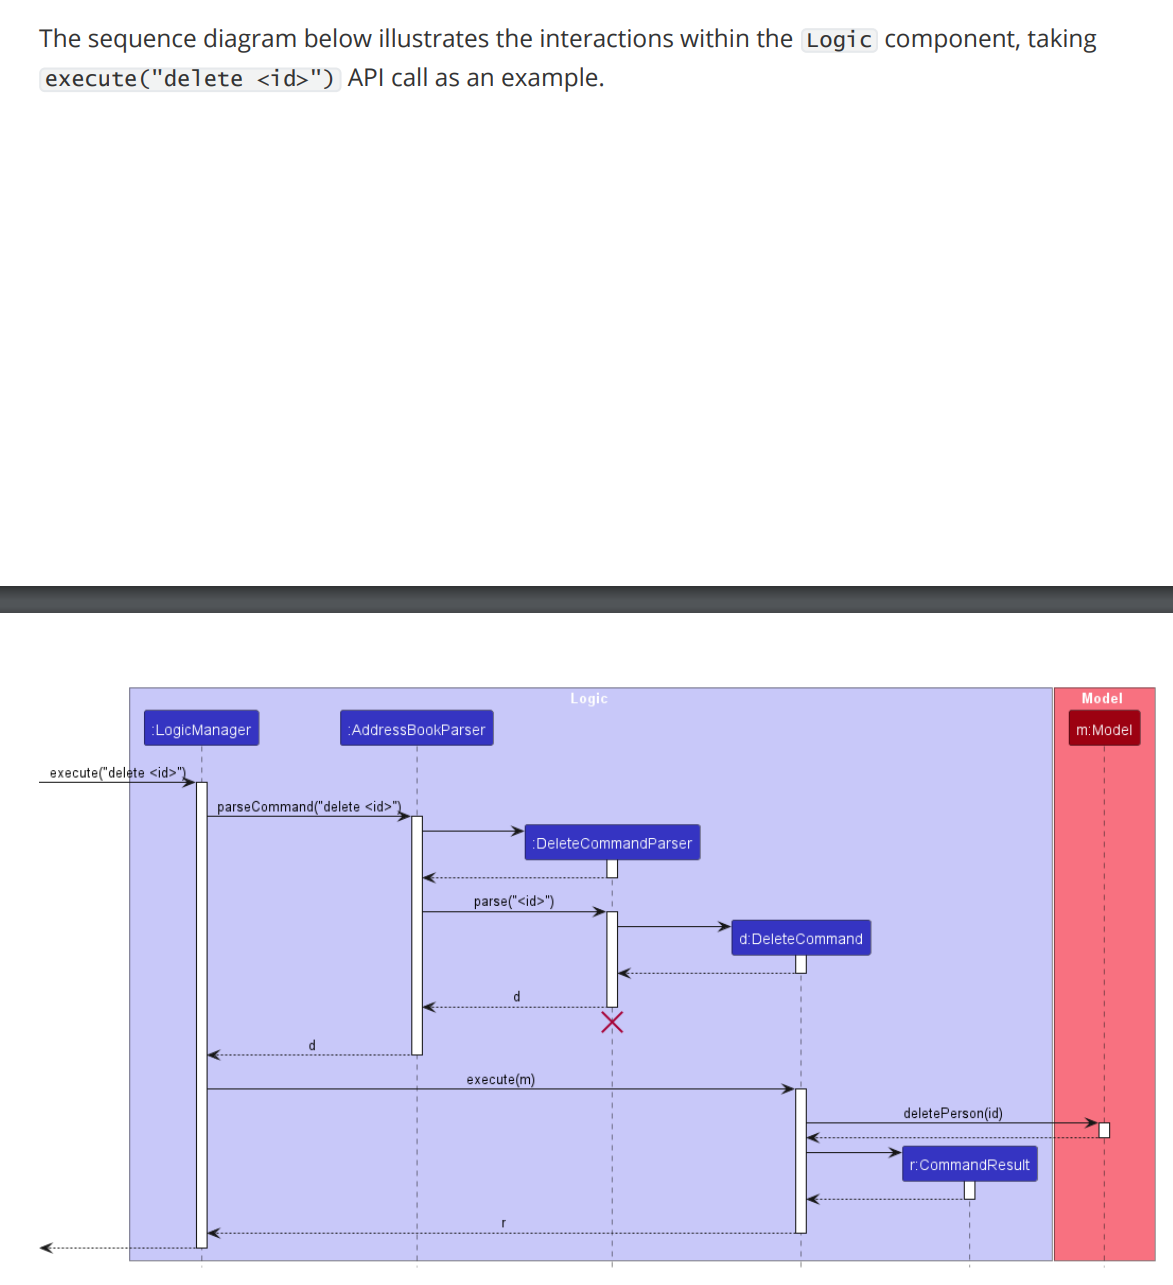 The sequence diagram below illustrates the interactions within the Logic component, taking
execute("delete <id>") API call as an example.
Logic
Model
:LogicManager
:AddressBookParser
m:Model
execute("delete <id>")
parseCommand("delete <id>")
:DeleteCommandParser
parse("<id>")
d:DeleteCommand
d
d
execute(m)
deletePerson(id)
r:CommandResult
r